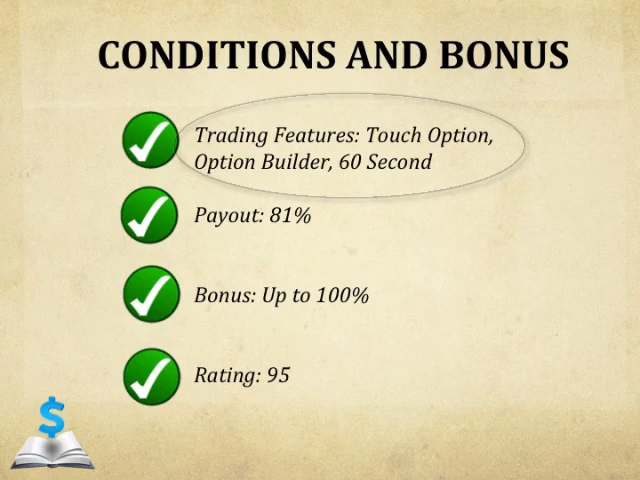 CONDITIONS AND BONUS
Trading Features: Touch Option,
Option Builder, 60 Second
Payout: 81%
Bonus: Up to 100%
Rating: 95
$